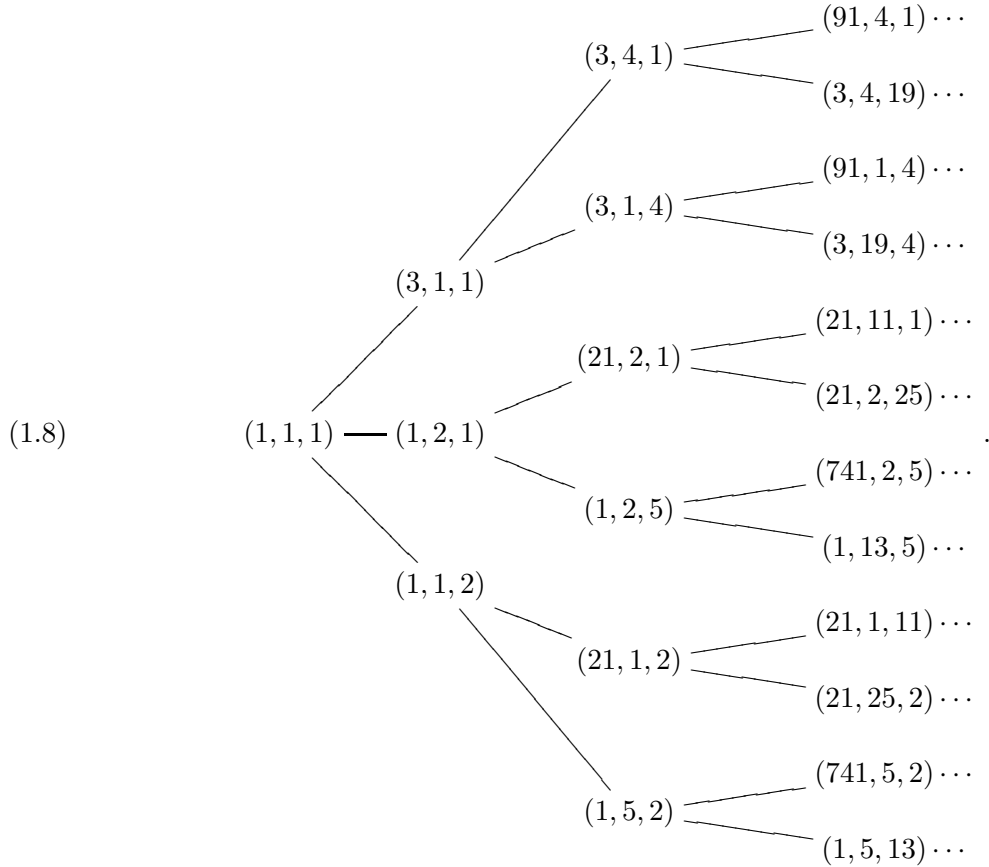 (91, 4, 1) ···
(3, 4, 1)
(3, 4, 19) ···
(91, 1, 4) ···
(3, 1, 4)
(3, 19, 4) ···
(3, 1, 1)
(21, 11, 1) ···
(21, 2, 1)
(21, 2, 25) ···
(1.8) (1, 1, 1) (1, 2, 1) .
(741, 2, 5) ···
(1, 2, 5)
(1, 13, 5) ···
(1, 1, 2)
(21, 1, 11) ···
(21, 1, 2)
(21, 25, 2) ···
(741, 5, 2) ···
(1, 5, 2)
(1, 5, 13) ···